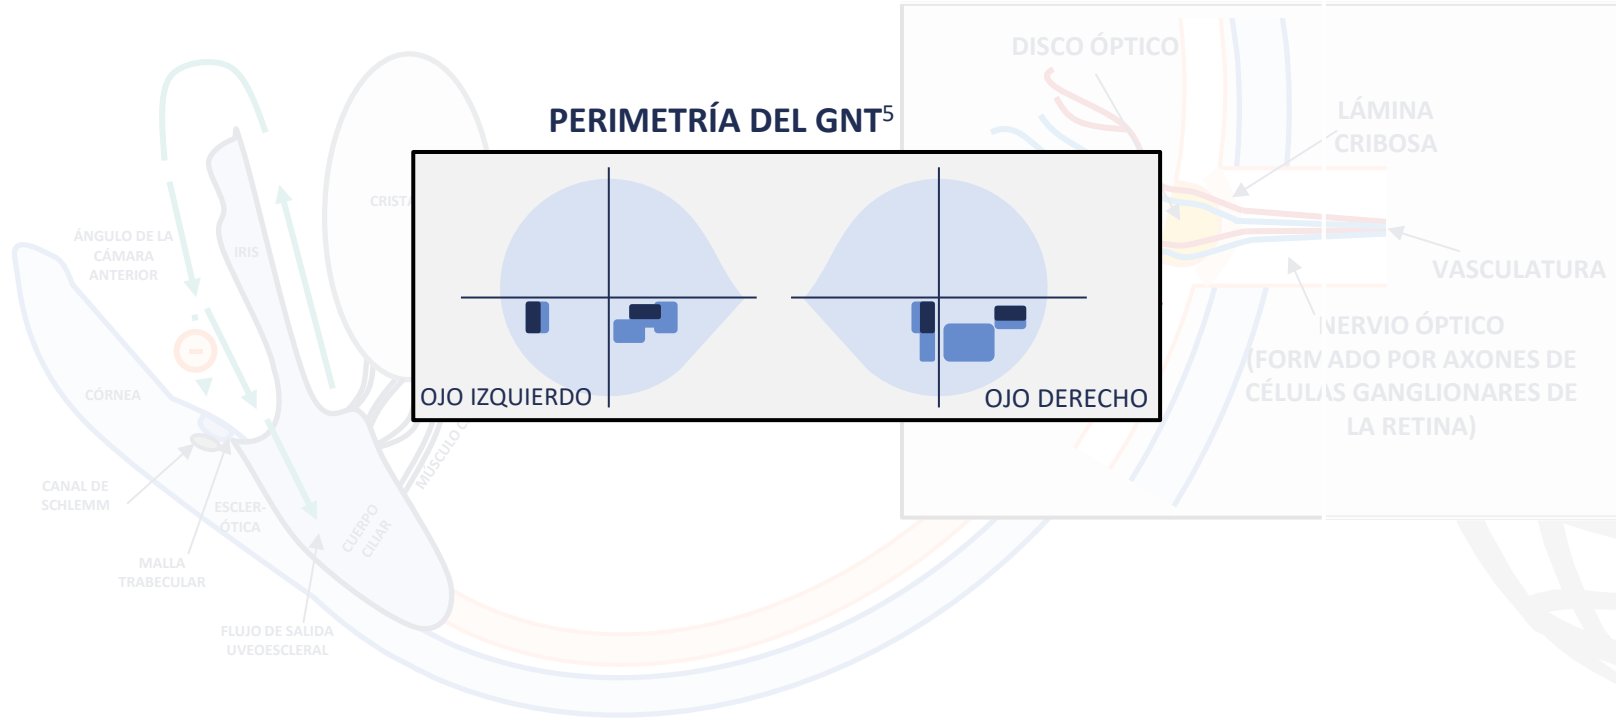 DISCO ÓPTICO
PERIMETRÍA DEL GNT5
LÁMINA
CRIBOSA
CRISTA
ÁNGULO DE LA
CÁMARA
ANTERIOR
IRIS
VASCULATURA
NERVIO ÓPTICO
(FORMADO POR AXONES DE
CÉLULAS GANGLIONARES DE
LA RETINA)
OJO IZQUIERDO
OJO DERECHO
CÓRNEA
MÚSCULO C
CANAL DE
SCHLEMM
ESCLER-
ÓTICA
CUERPO
CILIAR
MALLA
TRABECULAR
FLUJO DE SALIDA
UVEOESCLERAL